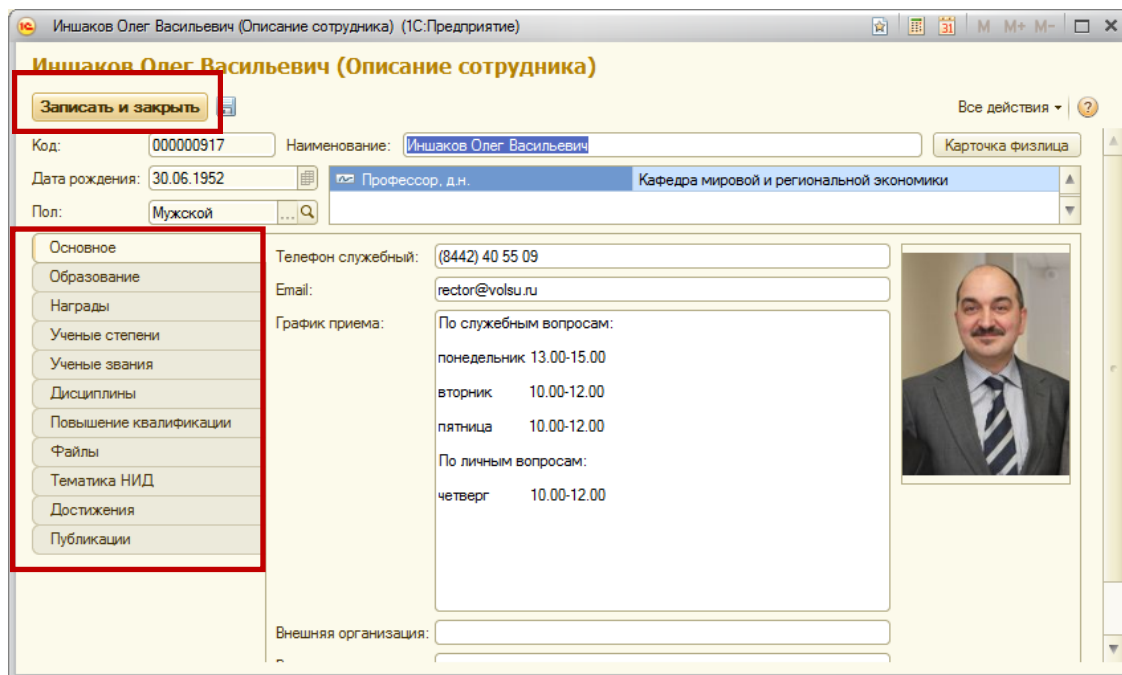 Иншаков Олег Васильевич (Описание сотрудника) (1С:Предприятие)
31 M M+ M-
Иншаков Олег Васильевич (Описание сотрудника)
Записать и закрыть
Все действия
?
Код: 000000917 Наименование: Иншаков Олег Васильевич Карточка физлица
Дата рождения: 30.06.1952 Профессор, д.н. Кафедра мировой и региональной экономики
Пол: Мужской ...
Основное
Образование
Награды
Ученые степени
Ученые звания
Дисциплины
Повышение квалификации
Файлы
Тематика НИД
Достижения
Публикации
Телефон служебный: (8442) 40 55 09
Email: rector@volsu.ru
График приема: По служебным вопросам:
понедельник 13.00-15.00
вторник 10.00-12.00
пятница 10.00-12.00
По личным вопросам:
четверг 10.00-12.00
Внешняя организация: